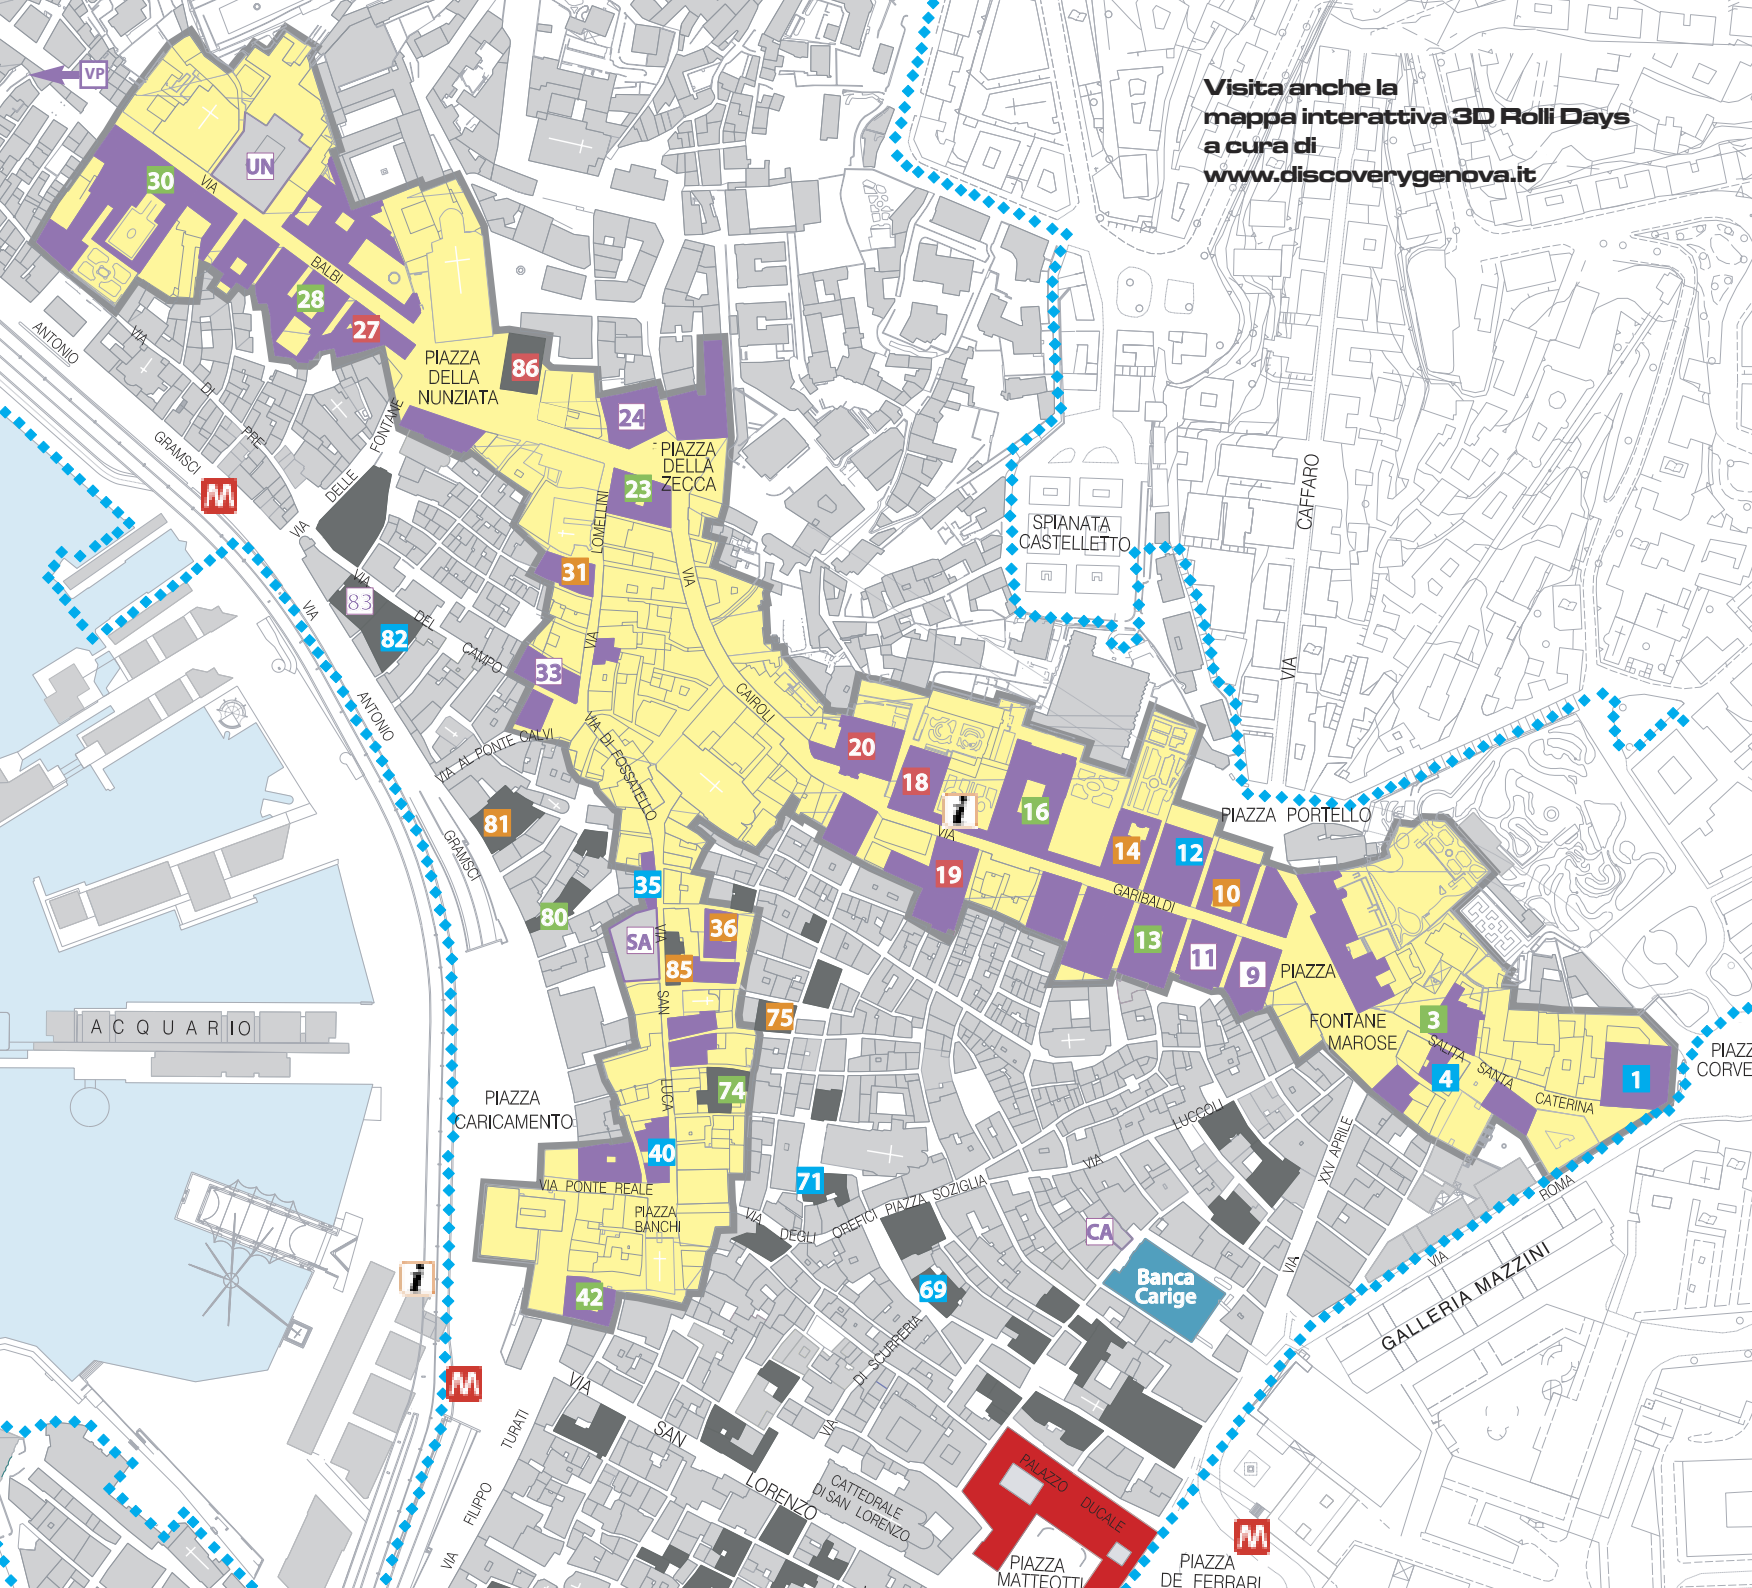 Visita anche la
mappa interattiva 3D Rolli Days
a cura di
www.discoverygenova.it
VP
UN
30
VIA
BALBI
28
27
ANTONIO
VIA
DI
PRE
GRAMSCI
M
PIAZZA
DELLA
NUNZIATA
86
24
PIAZZA
DELLA
ZECCA
23
FONTANE
DELLE
VIA
LOMELLINI
VIA
31
VIA
83
82
DEL
CAMPO
33
VIA
VIA
ANTONIO
GRAMSCI
CAIROLI
VIA DI FOSSATELLO
VIA AL PONTE CALVI
SPIANATA
CASTELLETTO
CAFFARO
VIA
PIAZZA PORTELLO
20
18
i
VIA
16
14
12
10
GARIBALDI
19
13
11
9
PIAZZA
FONTANE
MAROSE
3
SALITA
SANTA
CATERINA
4
1
PIAZZ
CORVE
81
80
35
SA
VIA
36
85
SAN
75
LUCA
74
ACQUARIO
PIAZZA
CARICAMENTO
40
VIA PONTE REALE
PIAZZA
BANCHI
42
71
VIA
DEGLI
OREFICI
PIAZZA SOZIGLIA
VIA
LUCCOLI
XXV APRILE
VIA
CA
Banca
Carige
69
DI SCURRERIA
VIA
ROMA
VIA
GALLERIA MAZZINI
i
M
VIA
SAN
LORENZO
TURATI
FILIPPO
VIA
CATTEDRALE
DI SAN LORENZO
PALAZZO
DUCALE
PIAZZA
MATTEOTTI
M
PIAZZA
DE FERRARI